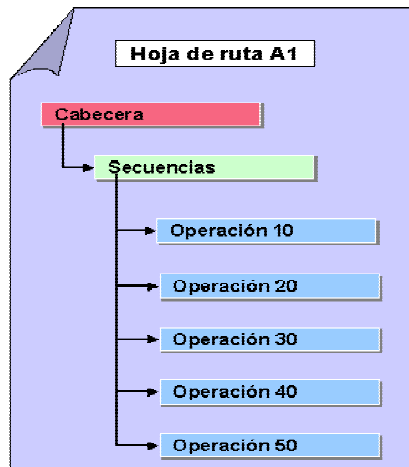 Hoja de ruta A1
Cabecera
Secuencias
Operación 10
Operación 20
Operación 30
Operación 40
Operación 50